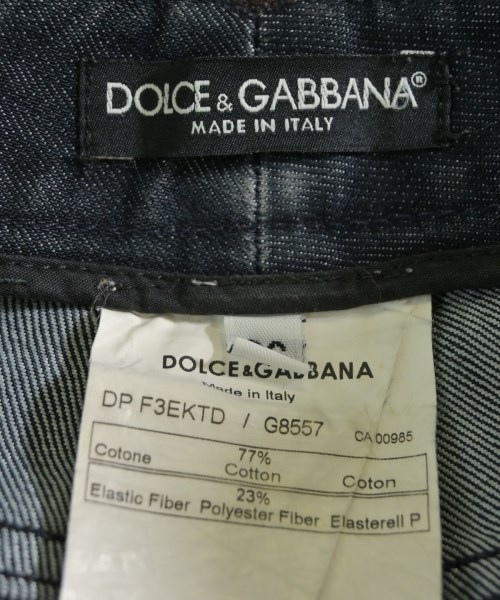 DOLCE & GABBANA®
MADE IN ITALY
DOLCE&GABBANA
Made in Italy
DP F3EKTD / G8557 CA 00985
77%
Cotone Cotton Coton
23%
Elastic Fiber Polyester Fiber Elasterell P